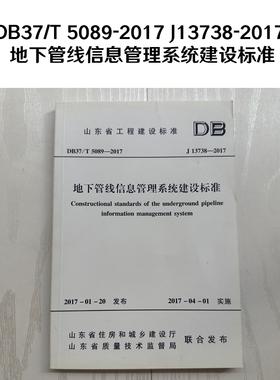 DB37/T 5089-2017 J13738-2017
地下管线信息管理系统建设标准
山东省工程建设标准 DB
DB37/T 5089—2017 J 13738—2017
地下管线信息管理系统建设标准
Constructional standards of the underground pipeline
information management system
2017-01-20 发布 2017-04-01 实施
山东省住房和城乡建设厅
山东省质量技术监督局
联合发布